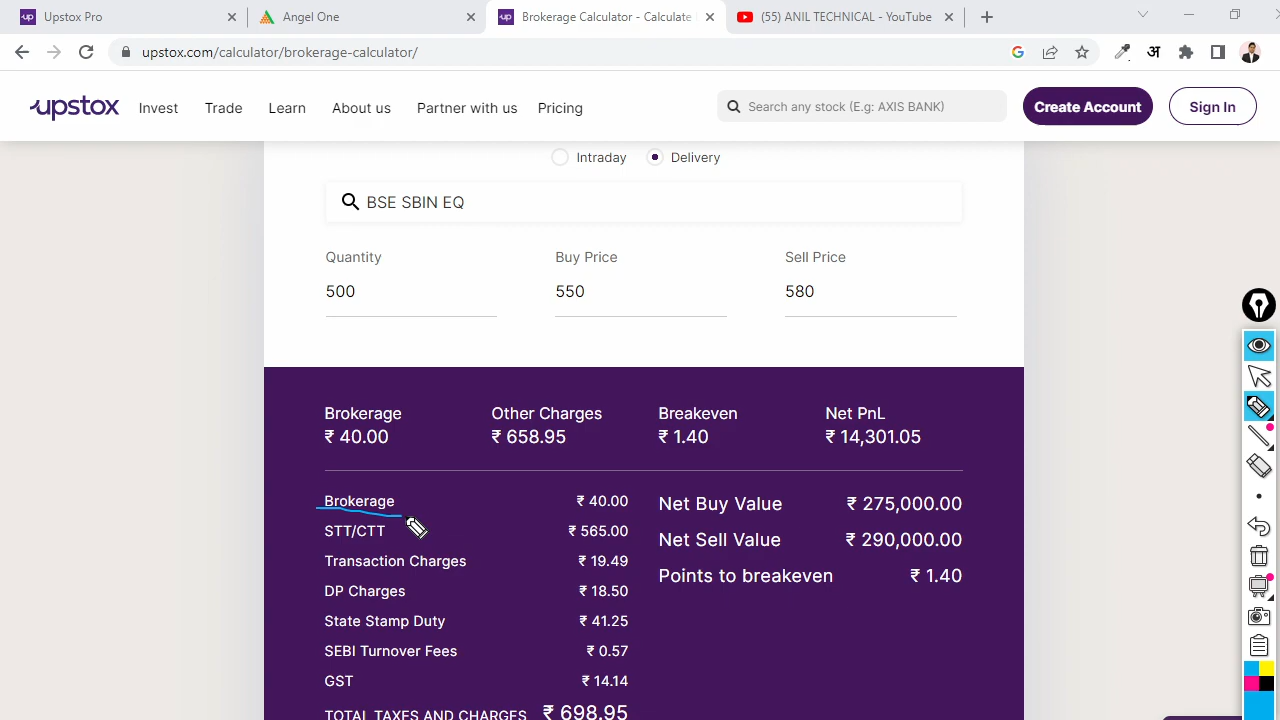 Upstox Pro
Angel One
Brokerage Calculator - Calculate
(55) ANIL TECHNICAL - YouTube
upstox.com/calculator/brokerage-calculator/
अ
upstox
Invest
Trade
Learn
About us
Partner with us
Pricing
Search any stock (E.g: AXIS BANK)
Create Account
Sign In
Intraday
Delivery
BSE SBIN EQ
Quantity
Buy Price
Sell Price
500
550
580
Brokerage
Other Charges
Breakeven
Net PnL
₹ 40.00
₹ 658.95
₹ 1.40
₹ 14,301.05
Brokerage ₹ 40.00
STT/CTT ₹ 565.00
Transaction Charges ₹ 19.49
DP Charges ₹ 18.50
State Stamp Duty ₹ 41.25
SEBI Turnover Fees ₹ 0.57
GST ₹ 14.14
TOTAL TAXES AND CHARGES ₹ 698.95
Net Buy Value ₹ 275,000.00
Net Sell Value ₹ 290,000.00
Points to breakeven ₹ 1.40